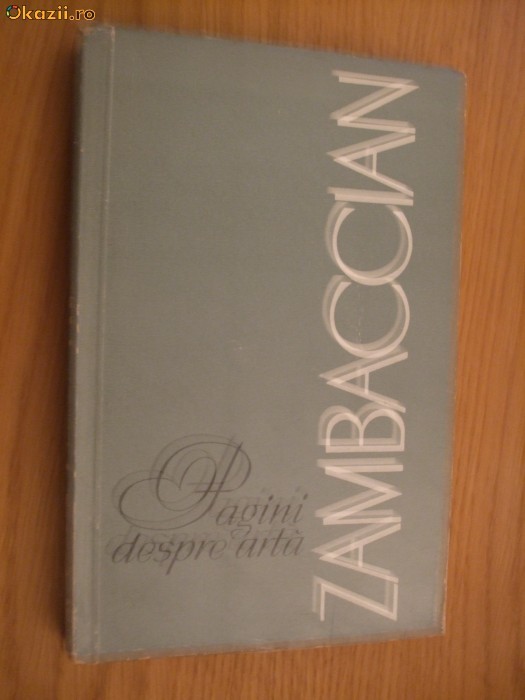 Okazii.ro
ZAMBACCIAN
Pagini
despre artă